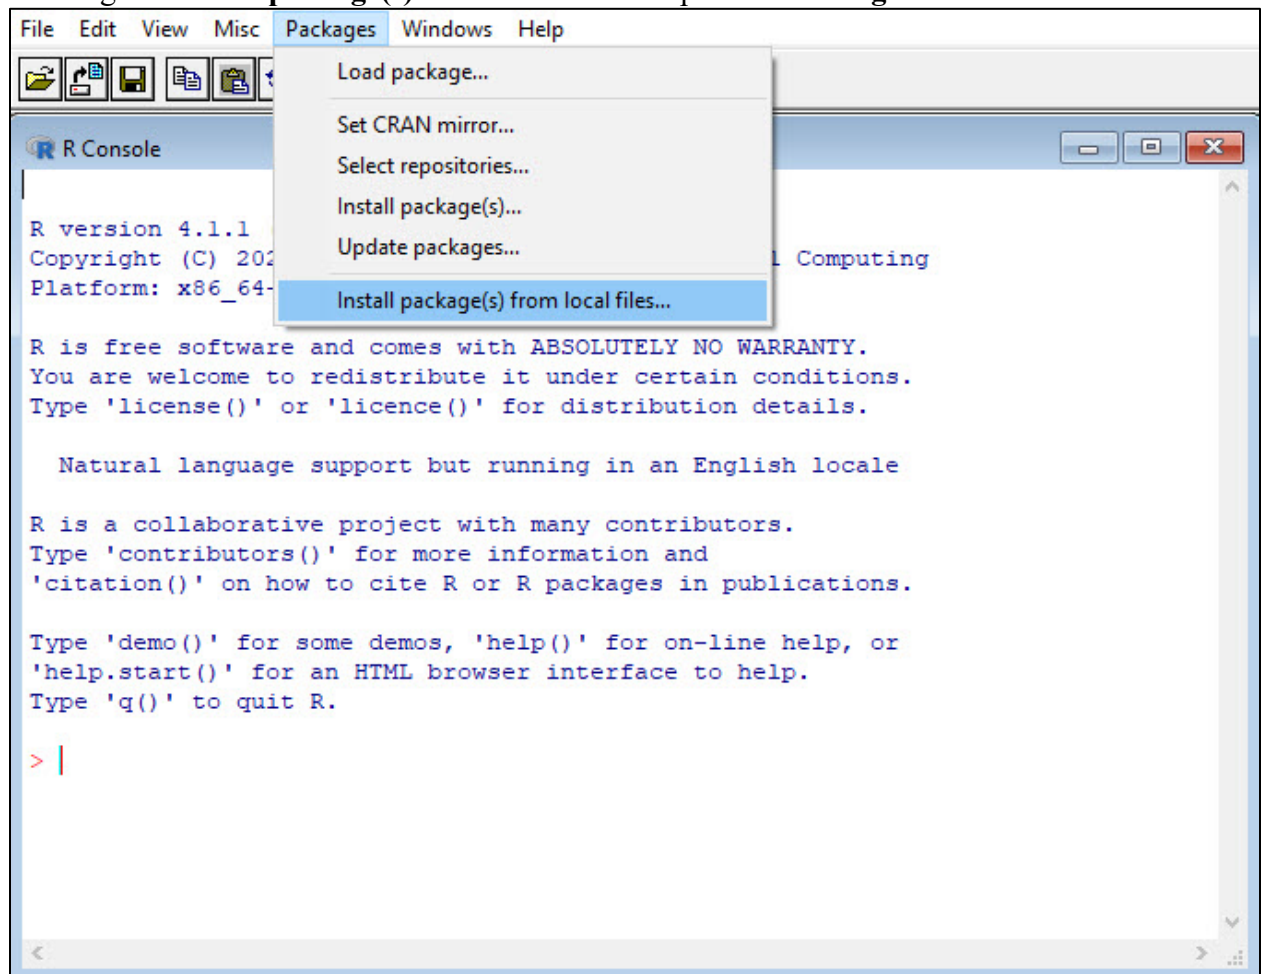 File Edit View Misc Packages Windows Help
Load package...
Set CRAN mirror...
Select repositories...
Install package(s)...
Update packages...
Install package(s) from local files...
R Console
R version 4.1.1
Copyright (C) 202 l Computing
Platform: x86_64-
R is free software and comes with ABSOLUTELY NO WARRANTY.
You are welcome to redistribute it under certain conditions.
Type 'license()' or 'licence()' for distribution details.
Natural language support but running in an English locale
R is a collaborative project with many contributors.
Type 'contributors()' for more information and
'citation()' on how to cite R or R packages in publications.
Type 'demo()' for some demos, 'help()' for on-line help, or
'help.start()' for an HTML browser interface to help.
Type 'q()' to quit R.
>